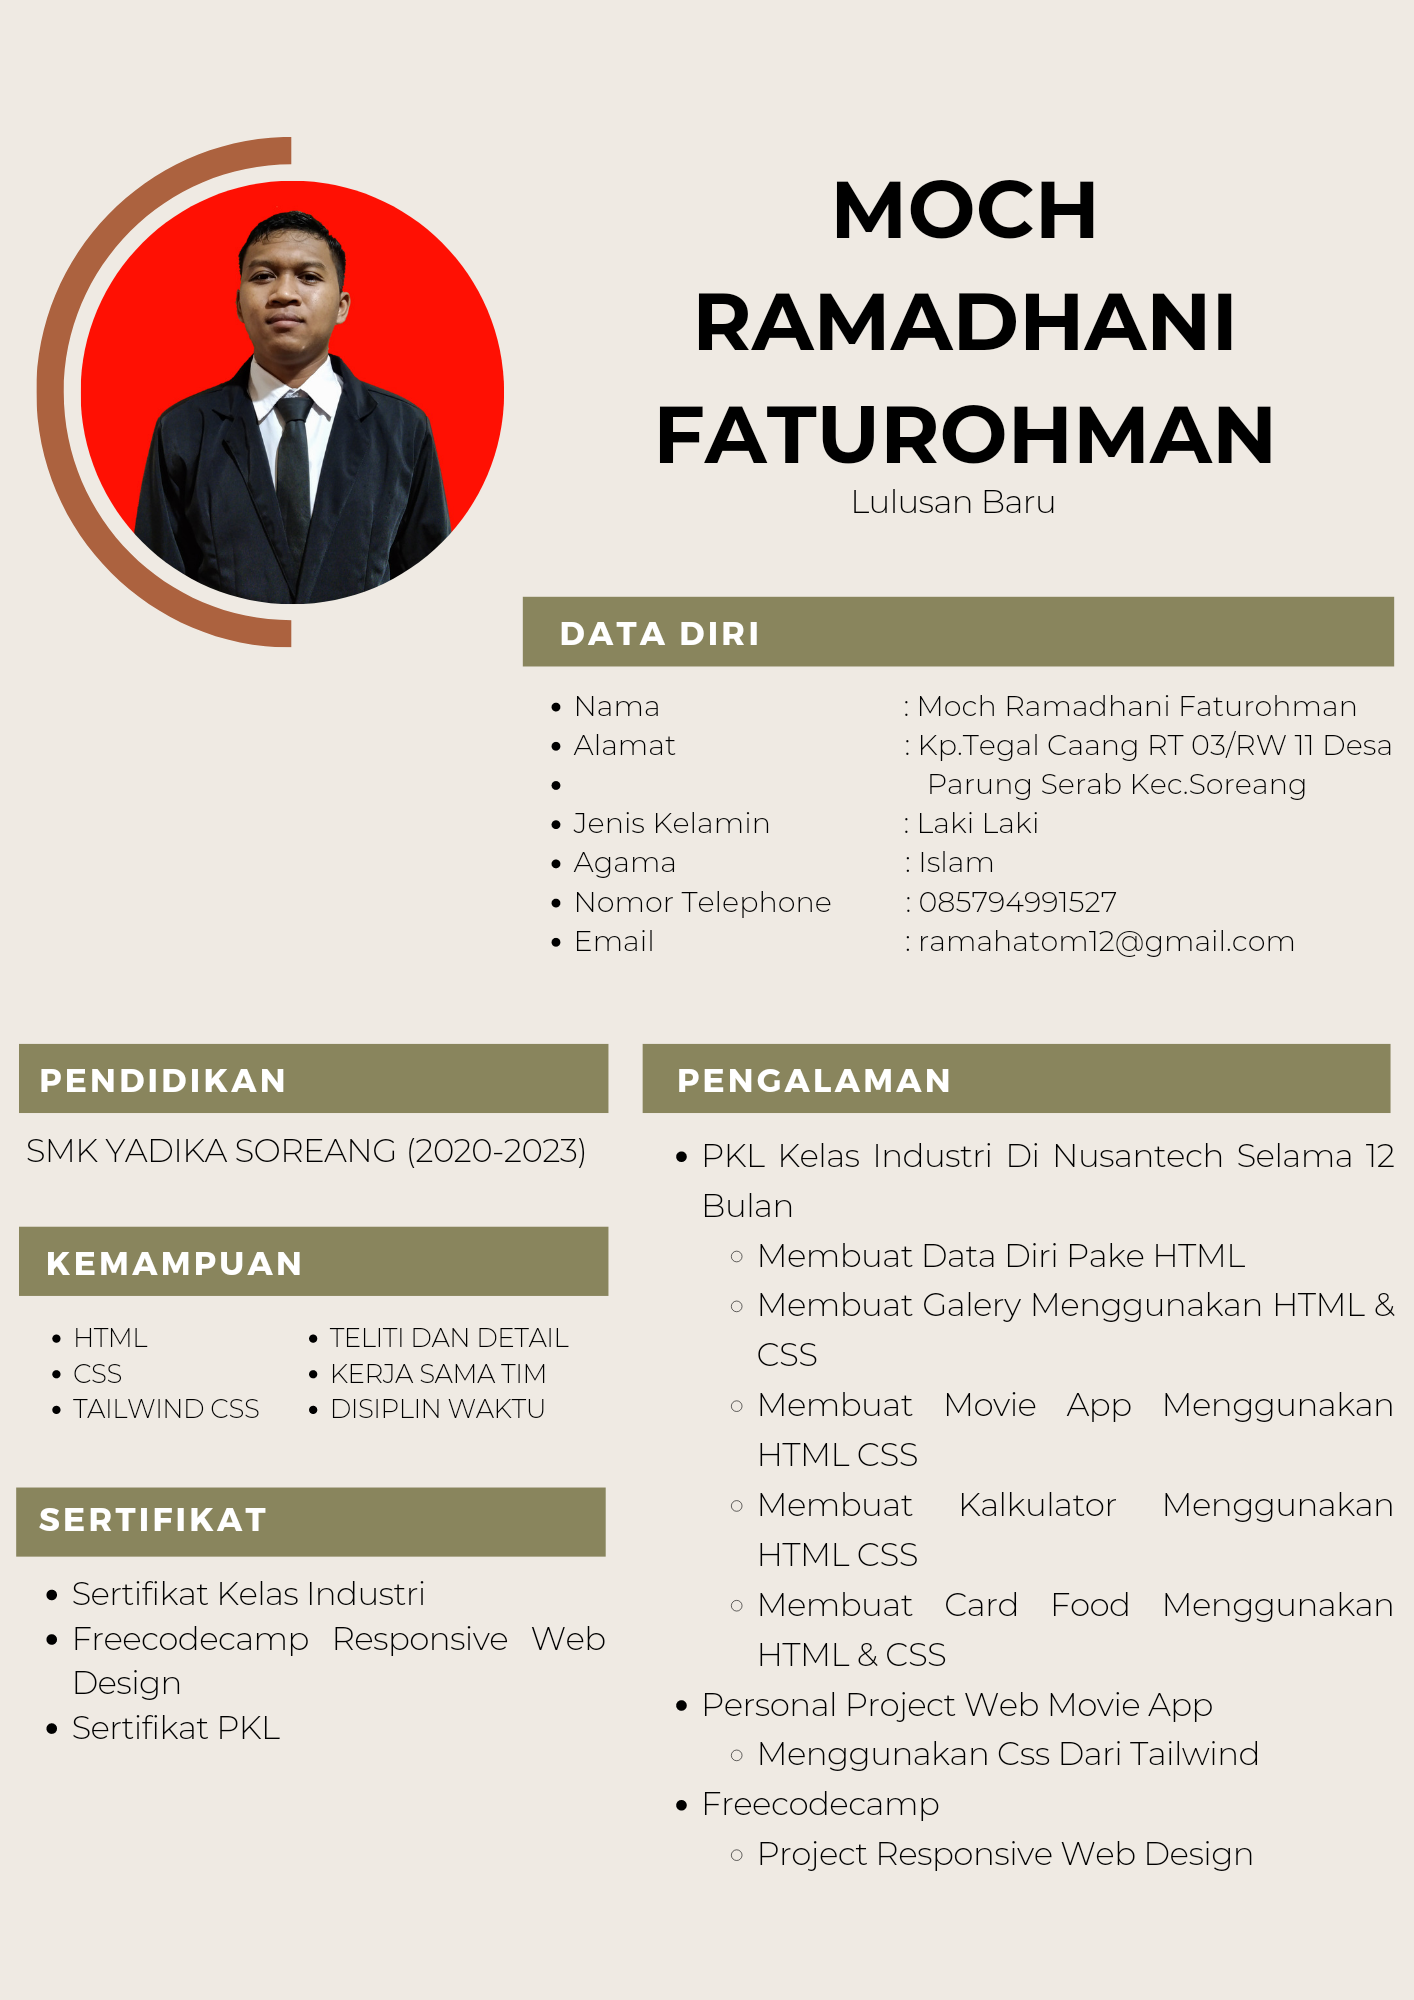 MOCH
RAMADHANI
FATUROHMAN
Lulusan Baru
DATA DIRI
Nama : Moch Ramadhani Faturohman
Alamat : Kp.Tegal Caang RT 03/RW 11 Desa
Parung Serab Kec.Soreang
Jenis Kelamin : Laki Laki
Agama : Islam
Nomor Telephone : 085794991527
Email : ramahatom12@gmail.com
PENDIDIKAN
SMK YADIKA SOREANG (2020-2023)
KEMAMPUAN
HTML
CSS
TAILWIND CSS
TELITI DAN DETAIL
KERJA SAMA TIM
DISIPLIN WAKTU
SERTIFIKAT
Sertifikat Kelas Industri
Freecodecamp Responsive Web
Design
Sertifikat PKL
PENGALAMAN
PKL Kelas Industri Di Nusantech Selama 12
Bulan
Membuat Data Diri Pake HTML
Membuat Galery Menggunakan HTML &
CSS
Membuat Movie App Menggunakan
HTML CSS
Membuat Kalkulator Menggunakan
HTML CSS
Membuat Card Food Menggunakan
HTML & CSS
Personal Project Web Movie App
Menggunakan Css Dari Tailwind
Freecodecamp
Project Responsive Web Design